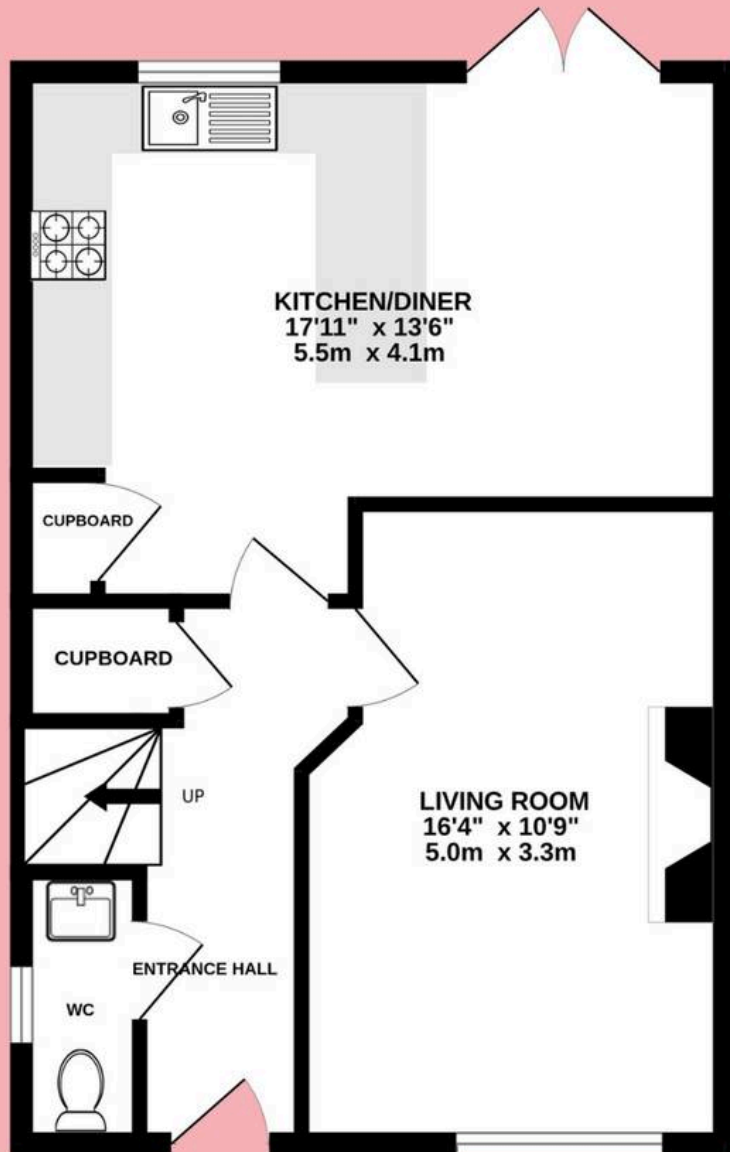 KITCHEN/DINER
17'11" x 13'6"
5.5m x 4.1m
CUPBOARD
CUPBOARD
UP
LIVING ROOM
16'4" x 10'9"
5.0m x 3.3m
ENTRANCE HALL
WC